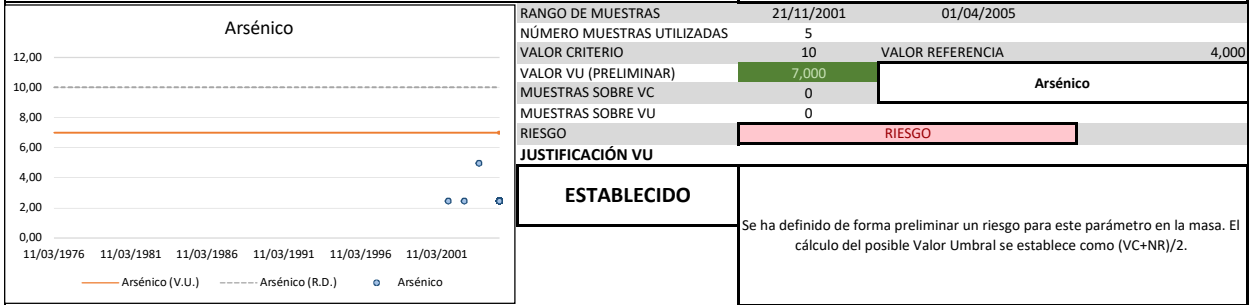 Arsénico
12,00
10,00
8,00
6,00
4,00
2,00
0,00
11/03/1976 11/03/1981 11/03/1986 11/03/1991 11/03/1996 11/03/2001
Arsénico (V.U.) Arsénico (R.D.) Arsénico
RANGO DE MUESTRAS 21/11/2001 01/04/2005
NÚMERO MUESTRAS UTILIZADAS 5
VALOR CRITERIO 10 VALOR REFERENCIA 4,000
VALOR VU (PRELIMINAR) 7,000
Arsénico
MUESTRAS SOBRE VC 0
MUESTRAS SOBRE VU 0
RIESGO RIESGO
JUSTIFICACIÓN VU
ESTABLECIDO
Se ha definido de forma preliminar un riesgo para este parámetro en la masa. El
cálculo del posible Valor Umbral se establece como (VC+NR)/2.